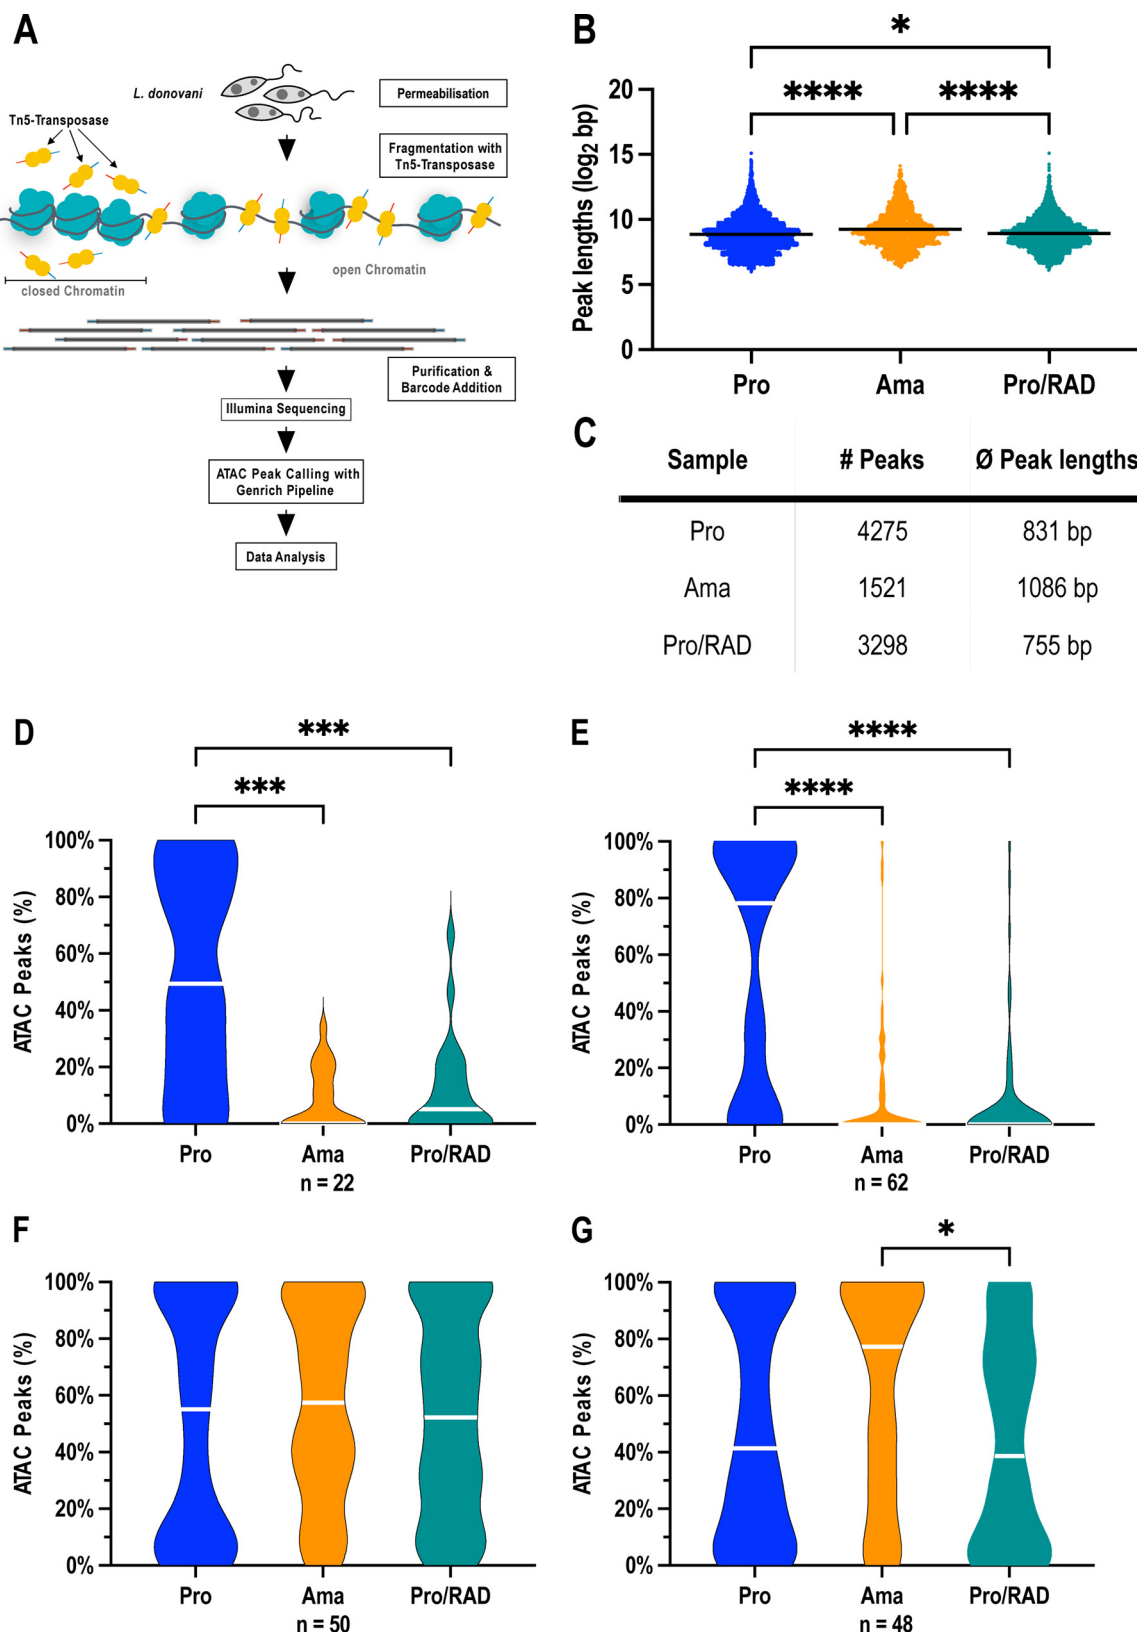 A
L. donovani
Permeabilisation
Tn5-Transposase
Fragmentation with
Tn5-Transposase
open Chromatin
closed Chromatin
Purification &
Barcode Addition
Illumina Sequencing
ATAC Peak Calling with
Genrich Pipeline
Data Analysis
B
*
**** ****
Peak lengths (log2 bp)
20
15
10
5
0
Pro Ama Pro/RAD
C
Sample # Peaks Ø Peak lengths
Pro 4275 831 bp
Ama 1521 1086 bp
Pro/RAD 3298 755 bp
D
***
***
ATAC Peaks (%)
100%
80%
60%
40%
20%
0%
Pro Ama Pro/RAD
n = 22
E
****
****
ATAC Peaks (%)
100%
80%
60%
40%
20%
0%
Pro Ama Pro/RAD
n = 62
F
ATAC Peaks (%)
100%
80%
60%
40%
20%
0%
Pro Ama Pro/RAD
n = 50
G
*
ATAC Peaks (%)
100%
80%
60%
40%
20%
0%
Pro Ama Pro/RAD
n = 48